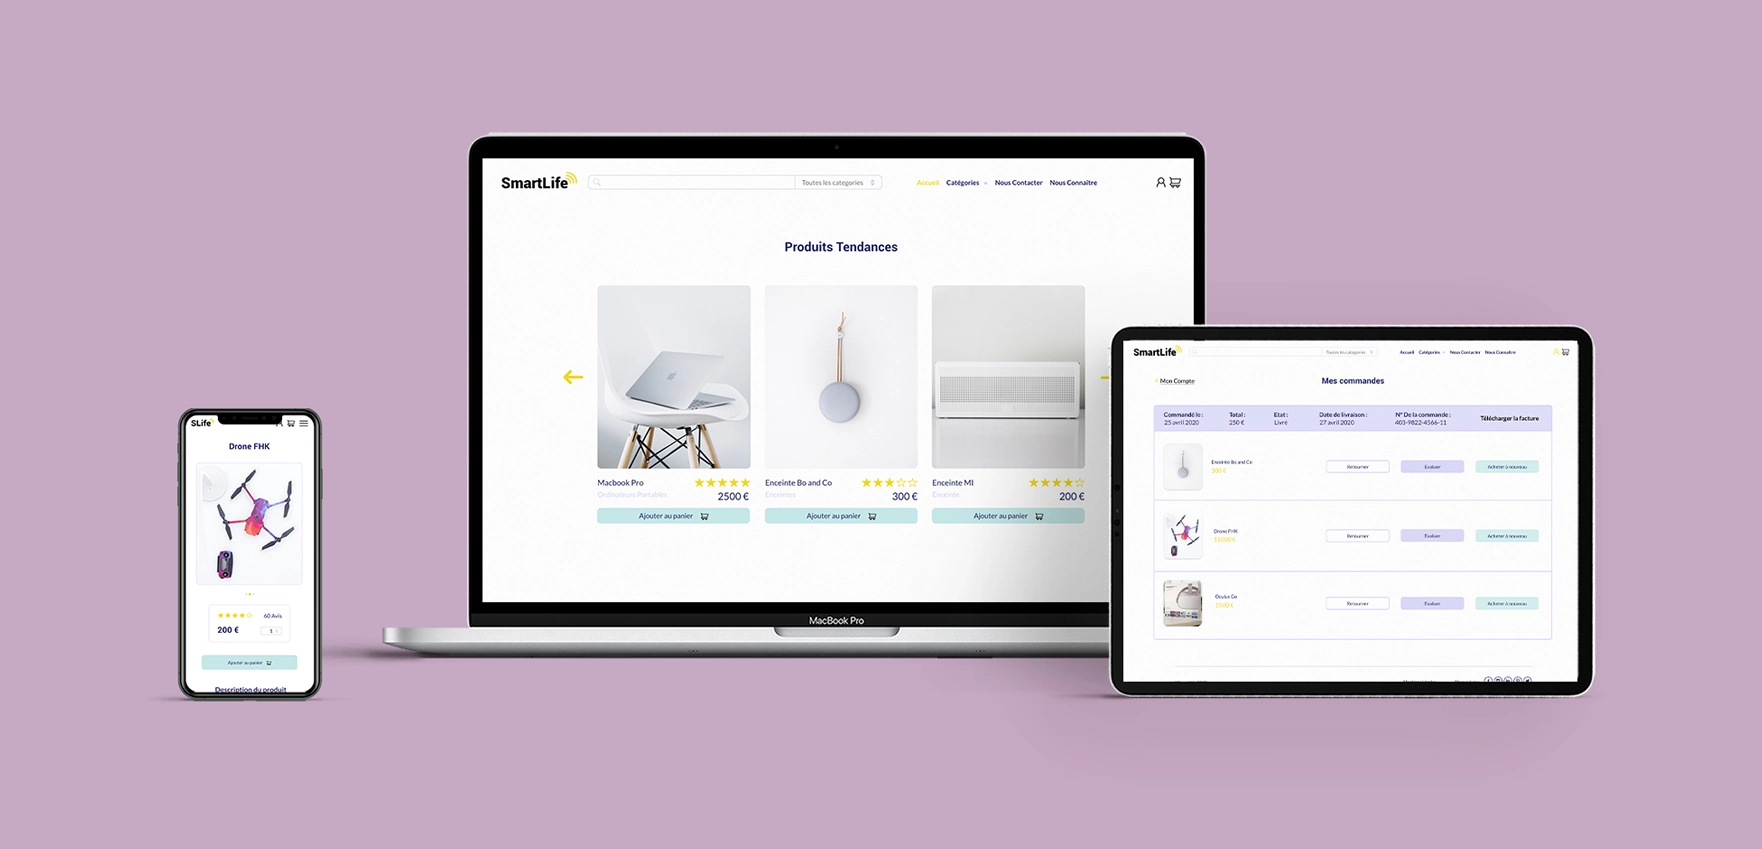 SmartLife
Toutes les categories
Accueil Catégories Nous Contacter Nous Connaitre
Produits Tendances
Macbook Pro
Ordinateurs Portables
2500 €
Ajouter au panier
Enceinte Bo and Co
Enceintes
300 €
Ajouter au panier
Enceinte MI
Enceinte
200 €
Ajouter au panier
MacBook Pro
SLife
Drone FHK
60 Avis
200 €
1
Ajouter au panier
Description du produit
SmartLife
Toutes les categories
Accueil Catégories Nous Contacter Nous Connaitre
Mon Compte
Mes commandes
Commandé le : Total : Etat : Date de livraison : N° De la commande : Télécharger la facture
25 avril 2020 250 € Livré 27 avril 2020 403-9822-4566-11
Enceinte Bo and Co
300 €
Retourner Evaluer Acheter à nouveau
Drone FHK
Retourner Evaluer Acheter à nouveau
Oculus Go
Retourner Evaluer Acheter à nouveau